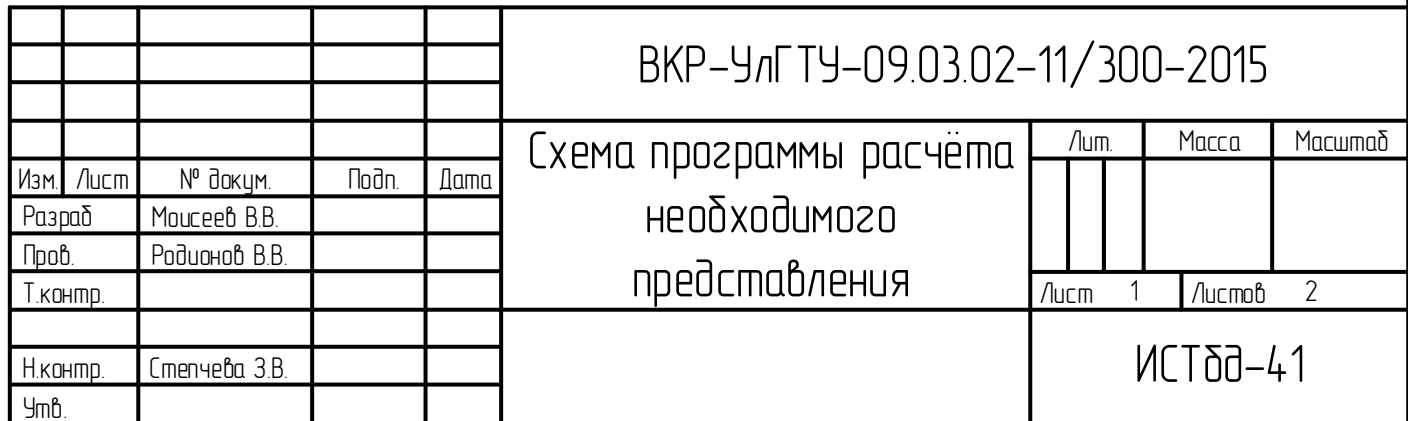 ВКР-УлГТУ-09.03.02-11/300-2015
Схема программы расчёта
необходимого
представления
Лит. Масса Масштаб
Изм. Лист № докум. Подп. Дата
Разраб Моисеев В.В.
Пров. Родионов В.В.
Т.контр.
Лист 1 Листов 2
Н.контр. Степчева З.В.
Утв.
ИСТбд-41